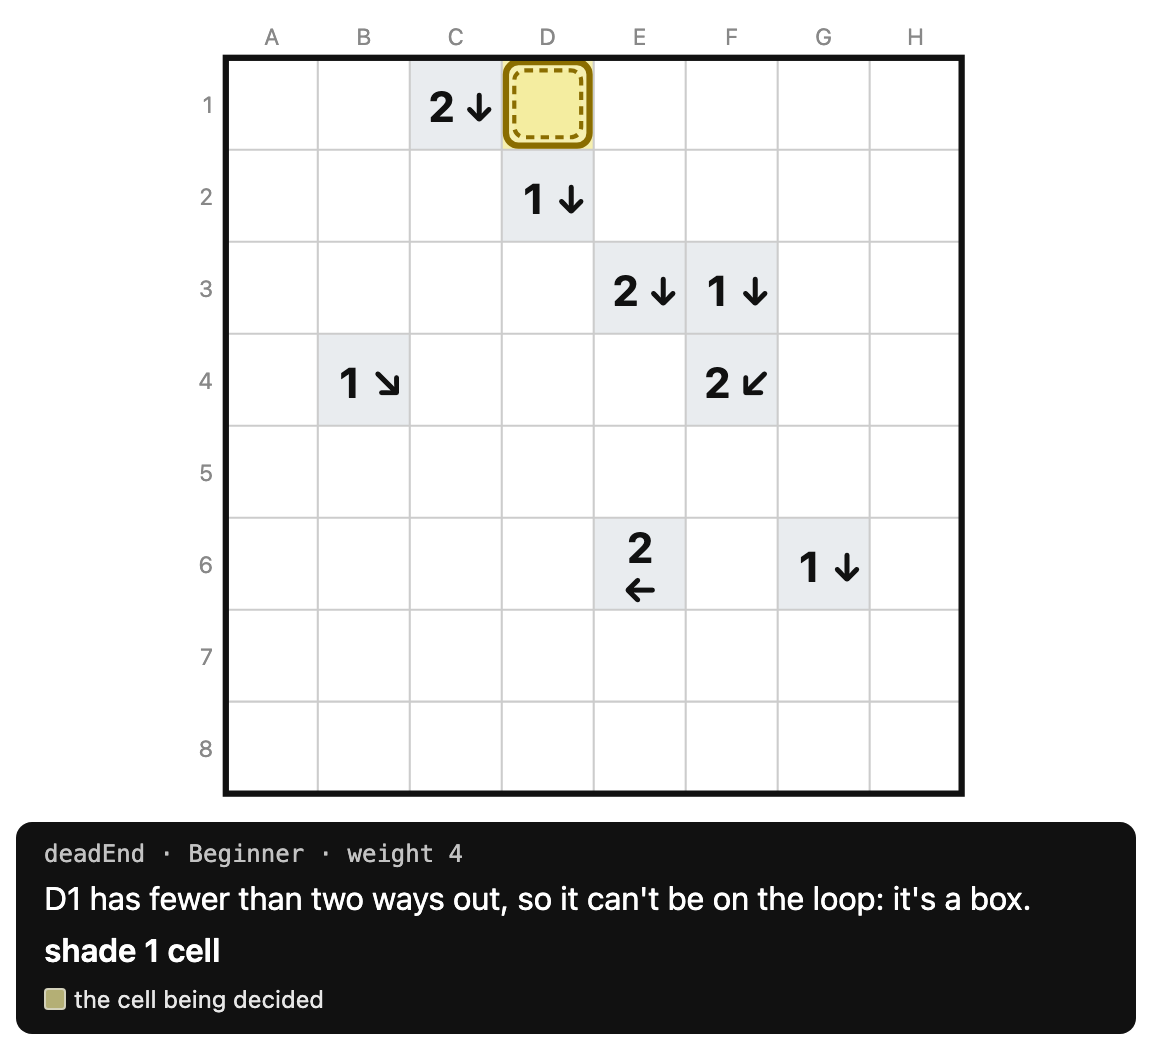 A B C D E F G H
1 2 ↓
2 1 ↓
3 2 ↓ 1 ↓
4 1 ↘ 2 ↙
5
6 2 ← 1 ↓
7
8
deadEnd · Beginner · weight 4
D1 has fewer than two ways out, so it can't be on the loop: it's a box.
shade 1 cell
the cell being decided